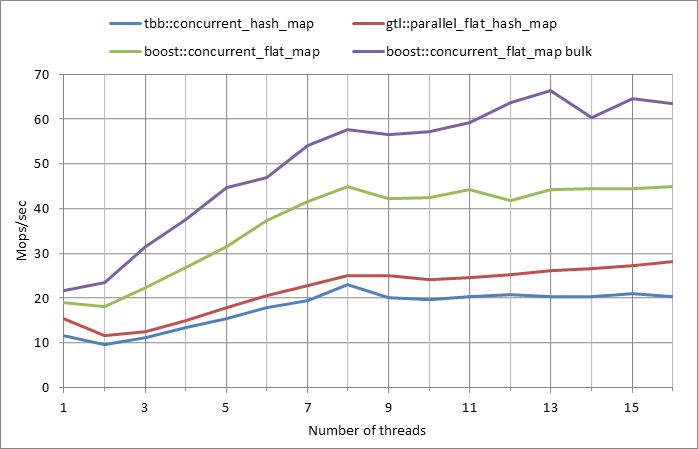 tbb::concurrent_hash_map gtl::parallel_flat_hash_map
boost::concurrent_flat_map boost::concurrent_flat_map bulk
70
60
50
40
30
20
10
0
Mops/sec
1 3 5 7 9 11 13 15
Number of threads